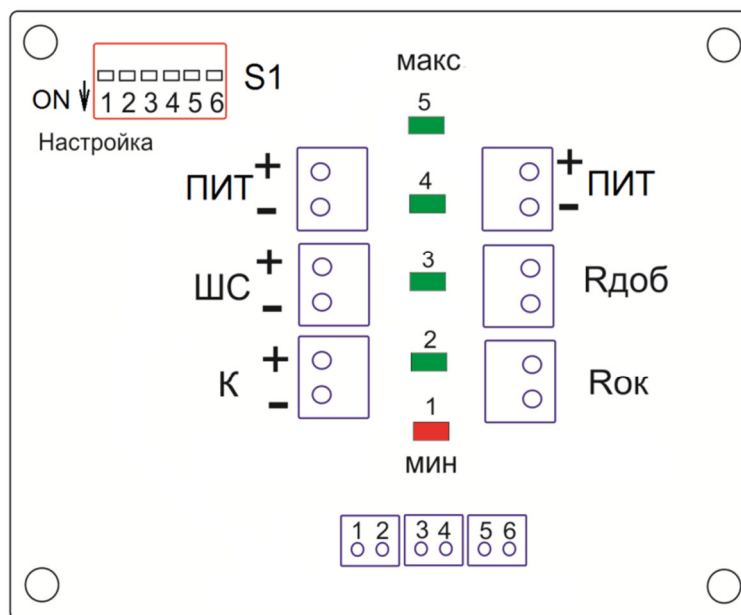 S1
ON 1 2 3 4 5 6
Настройка
макс
5
+ ПИТ -
4
+ ПИТ -
+ ШС -
3
Rдоб
+ К -
2
Rок
1
мин
1 2 3 4 5 6